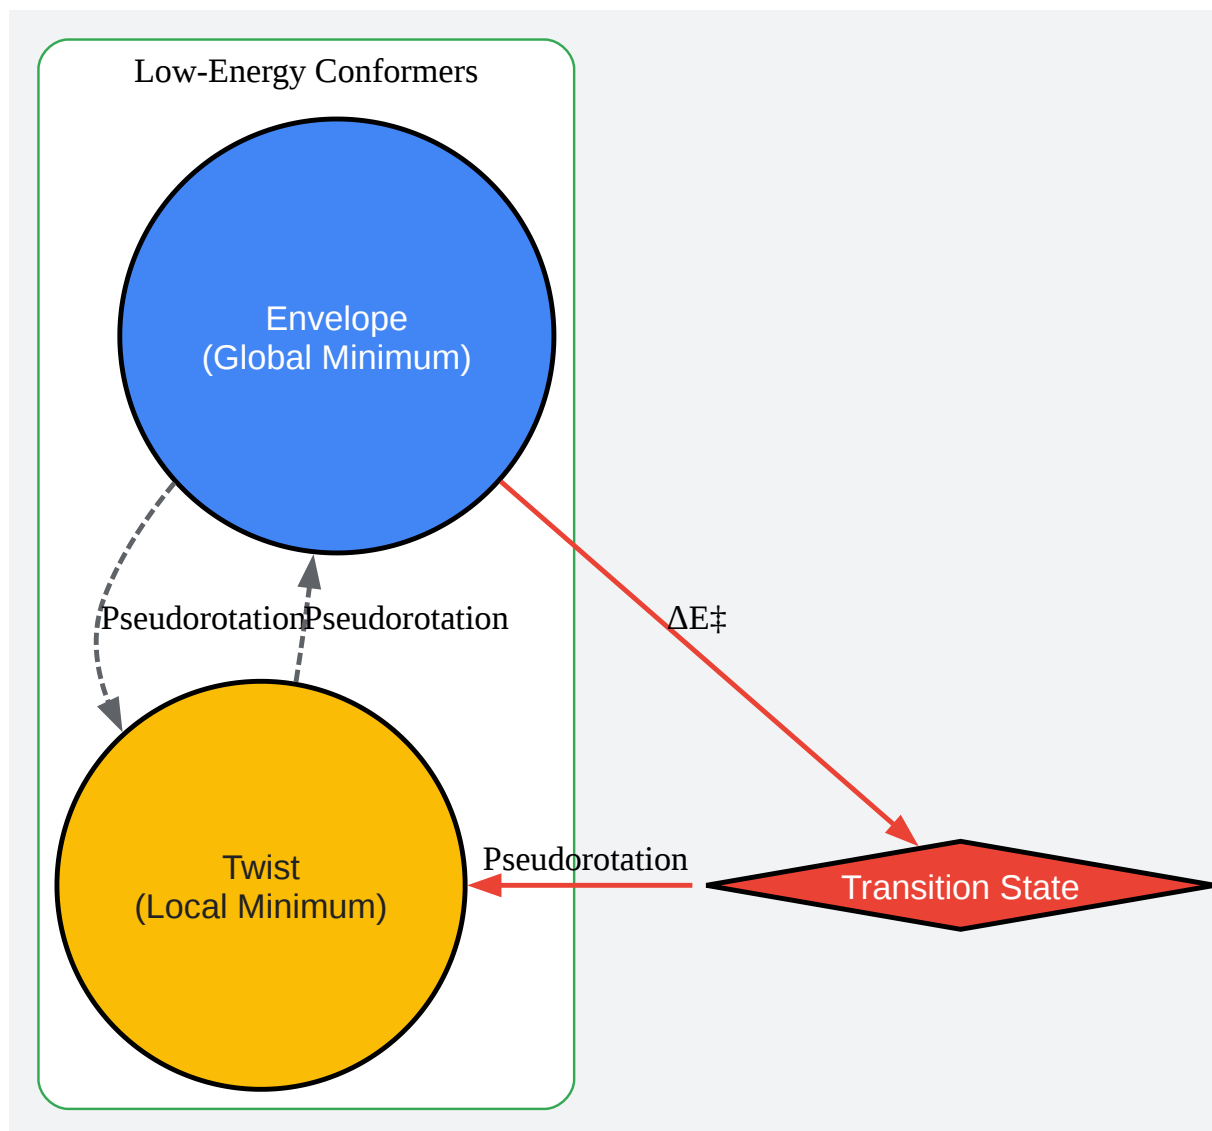 Low-Energy Conformers
Envelope
(Global Minimum)
Pseudorotation
Pseudorotation
ΔE‡
Twist
(Local Minimum)
Pseudorotation
Transition State